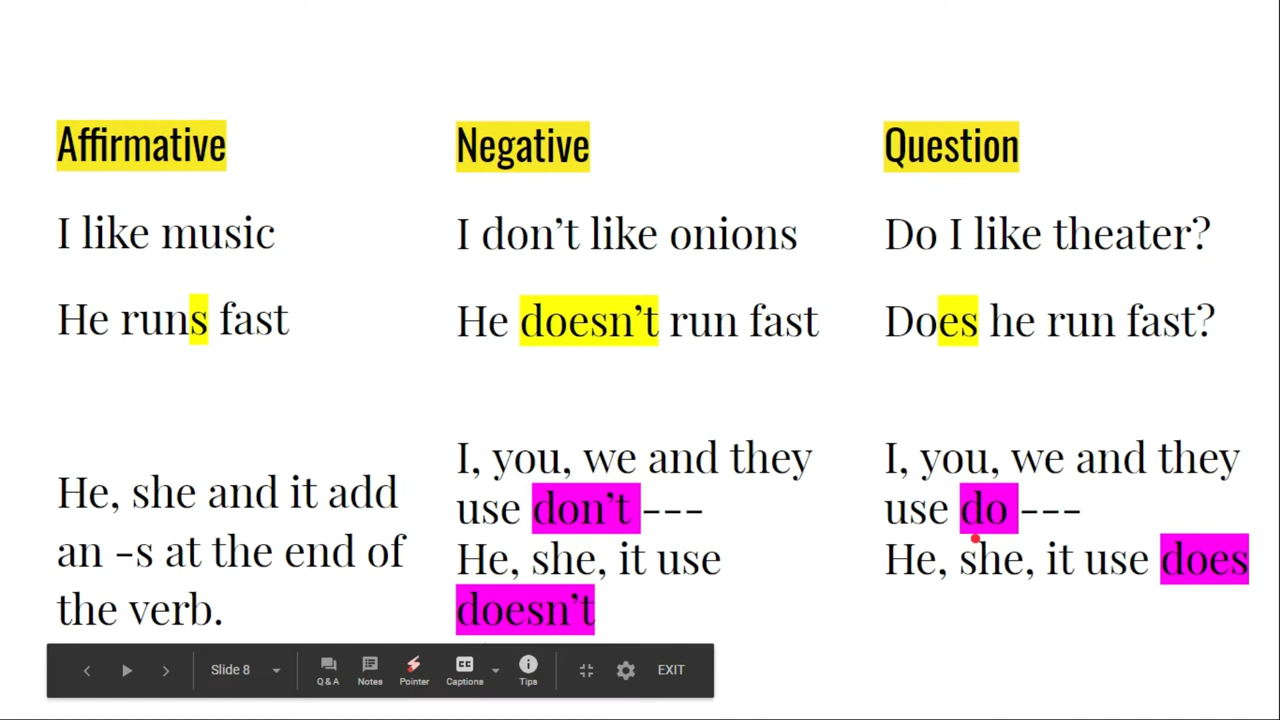 Affirmative
I like music
He runs fast
He, she and it add
an -s at the end of
the verb.
Negative
I don't like onions
He doesn't run fast
I, you, we and they
use don't ---
He, she, it use
doesn't
Question
Do I like theater?
Does he run fast?
I, you, we and they
use do ---
He, she, it use does
Slide 8
Q & A
Notes
Pointer
CC
Captions
Tips
EXIT